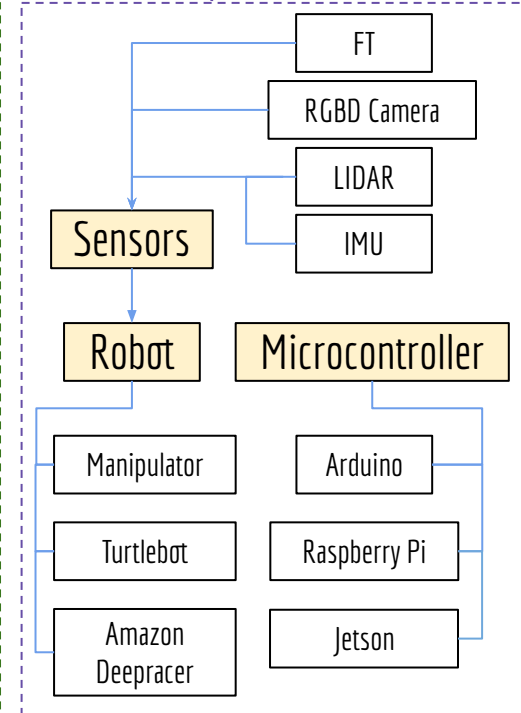 FT
RGBD Camera
LIDAR
IMU
Sensors
Robot
Microcontroller
Manipulator
Arduino
Turtlebot
Raspberry Pi
Amazon
Deepracer
Jetson